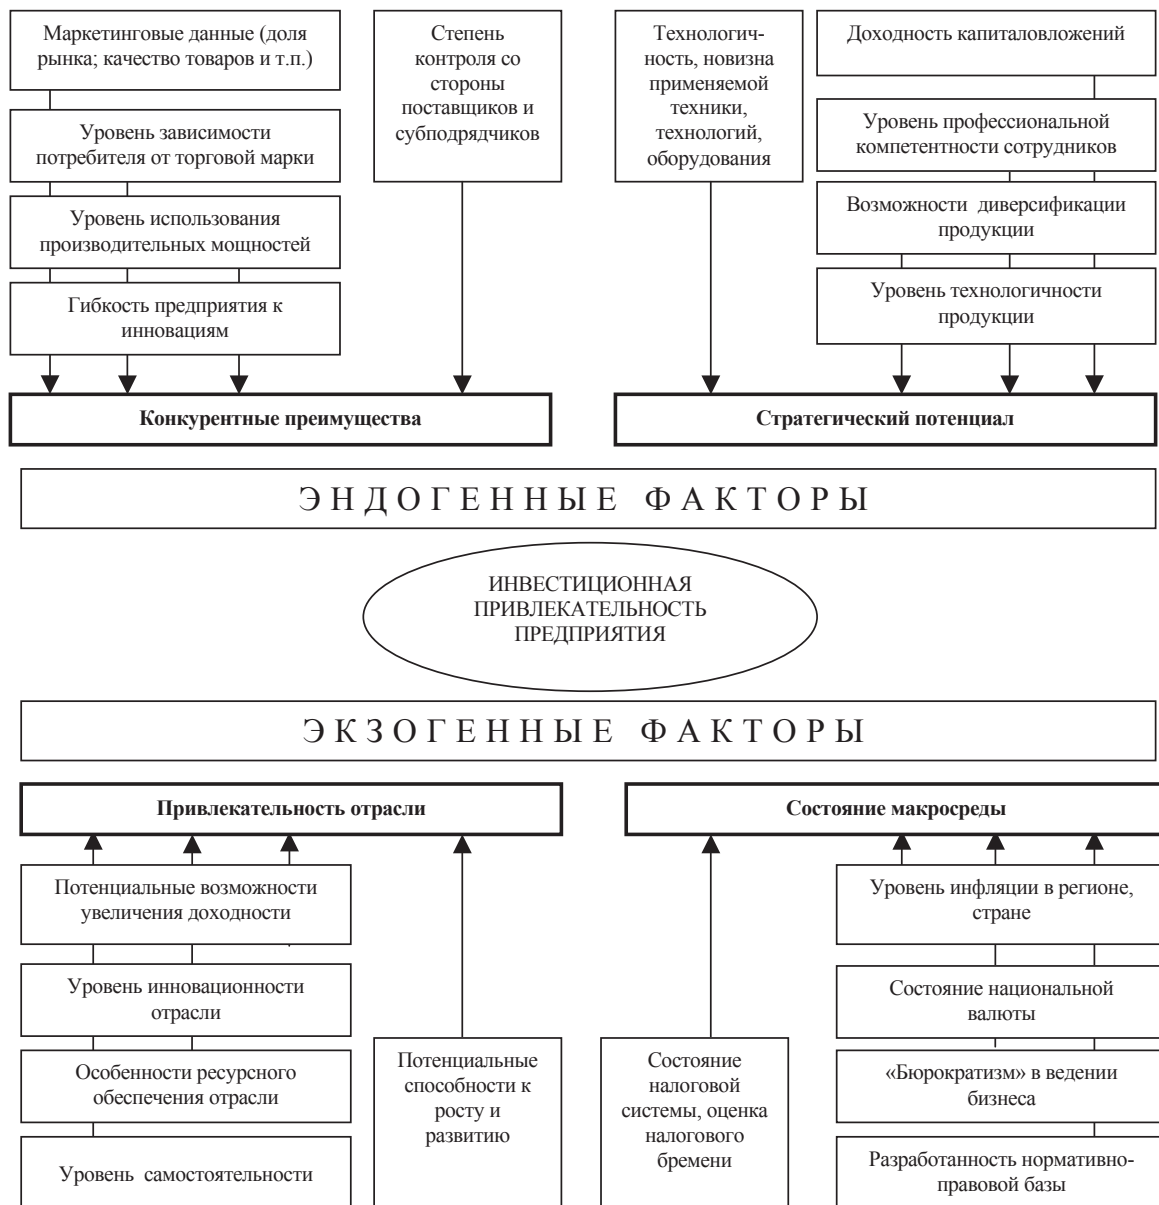 Маркетинговые данные (доля
рынка; качество товаров и т.п.)
Уровень зависимости
потребителя от торговой марки
Уровень использования
производительных мощностей
Гибкость предприятия к
инновациям
Степень
контроля со
стороны
поставщиков и
субподрядчиков
Технологич-
ность, новизна
применяемой
техники,
технологий,
оборудования
Доходность капиталовложений
Уровень профессиональной
компетентности сотрудников
Возможности диверсификации
продукции
Уровень технологичности
продукции
Конкурентные преимущества
Стратегический потенциал
ЭНДОГЕННЫЕ ФАКТОРЫ
ИНВЕСТИЦИОННАЯ
ПРИВЛЕКАТЕЛЬНОСТЬ
ПРЕДПРИЯТИЯ
ЭКЗОГЕННЫЕ ФАКТОРЫ
Привлекательность отрасли
Состояние макросреды
Потенциальные возможности
увеличения доходности
Уровень инновационности
отрасли
Особенности ресурсного
обеспечения отрасли
Уровень самостоятельности
Потенциальные
способности к
росту и
развитию
Состояние
налоговой
системы, оценка
налогового
бремени
Уровень инфляции в регионе,
стране
Состояние национальной
валюты
«Бюрократизм» в ведении
бизнеса
Разработанность нормативно-
правовой базы